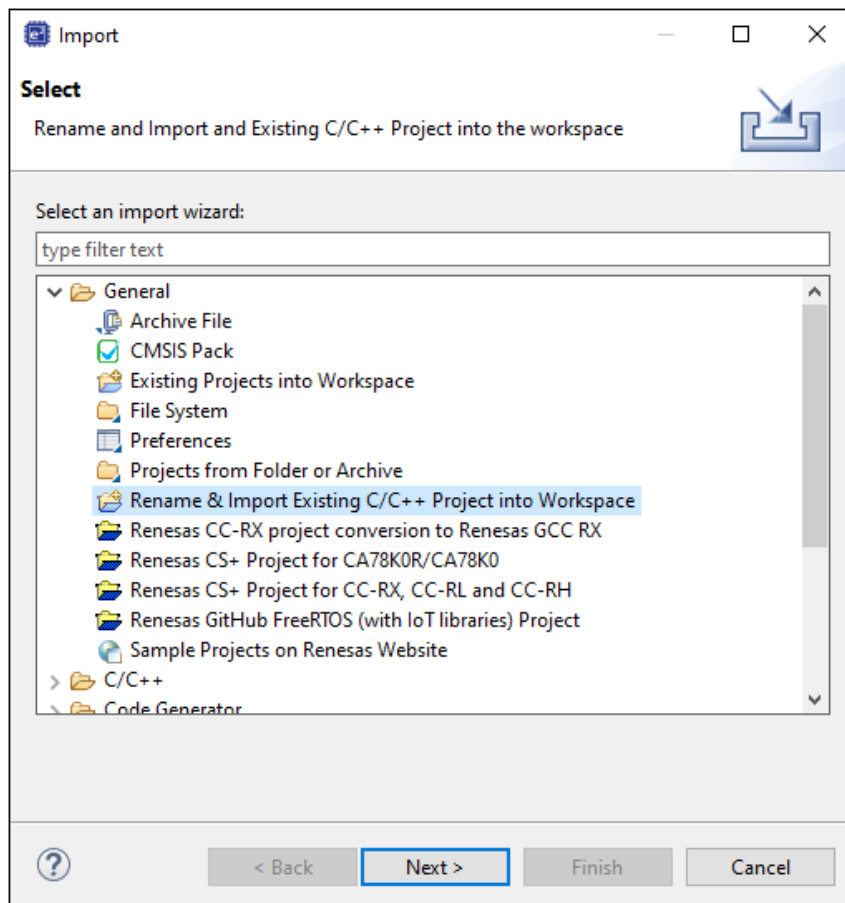 Import
Select
Rename and Import and Existing C/C++ Project into the workspace
Select an import wizard:
type filter text
General
Archive File
CMSIS Pack
Existing Projects into Workspace
File System
Preferences
Projects from Folder or Archive
Rename & Import Existing C/C++ Project into Workspace
Renesas CC-RX project conversion to Renesas GCC RX
Renesas CS+ Project for CA78K0R/CA78K0
Renesas CS+ Project for CC-RX, CC-RL and CC-RH
Renesas GitHub FreeRTOS (with IoT libraries) Project
Sample Projects on Renesas Website
C/C++
Code Generator
? < Back Next > Finish Cancel